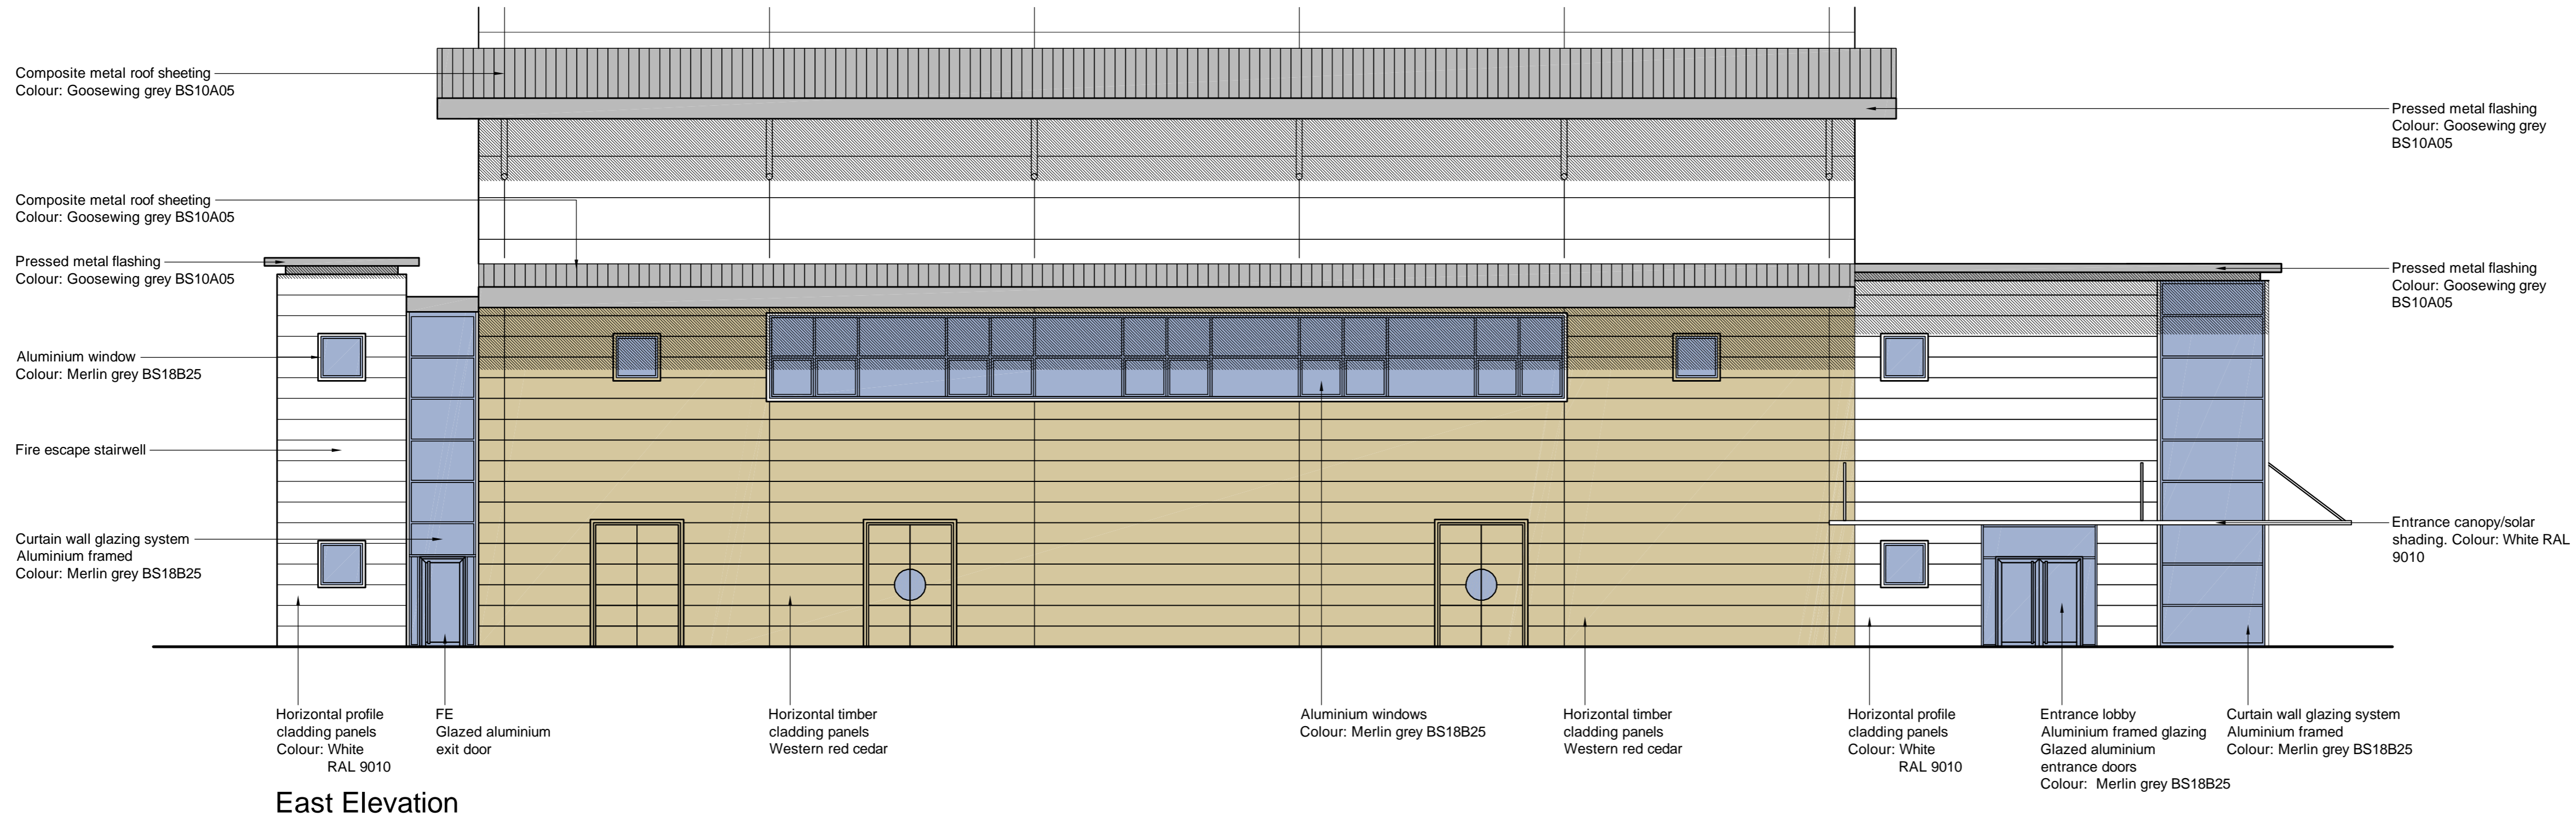 Composite metal roof sheeting
Colour: Goosewing grey BS10A05
Pressed metal flashing
Colour: Goosewing grey
BS10A05
Composite metal roof sheeting
Colour: Goosewing grey BS10A05
Pressed metal flashing
Colour: Goosewing grey BS10A05
Pressed metal flashing
Colour: Goosewing grey
BS10A05
Aluminium window
Colour: Merlin grey BS18B25
Fire escape stairwell
Curtain wall glazing system
Aluminium framed
Colour: Merlin grey BS18B25
Entrance canopy/solar
shading. Colour: White RAL
9010
Horizontal profile
cladding panels
Colour: White
RAL 9010
FE
Glazed aluminium
exit door
Horizontal timber
cladding panels
Western red cedar
Aluminium windows
Colour: Merlin grey BS18B25
Horizontal timber
cladding panels
Western red cedar
Horizontal profile
cladding panels
Colour: White
RAL 9010
Entrance lobby
Aluminium framed glazing
Glazed aluminium
entrance doors
Colour: Merlin grey BS18B25
Curtain wall glazing system
Aluminium framed
Colour: Merlin grey BS18B25
East Elevation